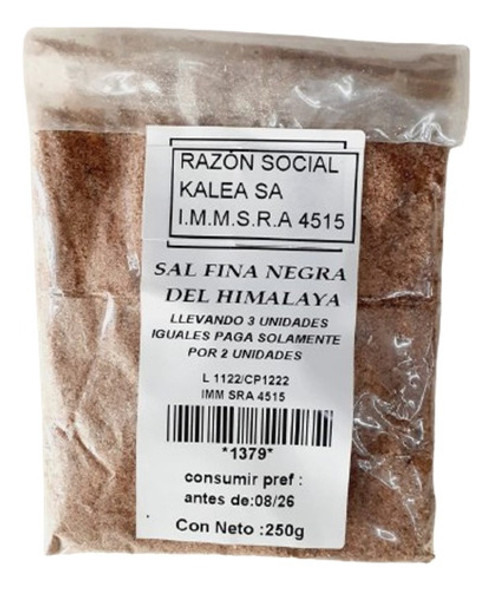 RAZÓN SOCIAL
KALEA SA
I.M.M.S.R.A 4515
SAL FINA NEGRA
DEL HIMALAYA
LLEVANDO 3 UNIDADES
IGUALES PAGA SOLAMENTE
POR 2 UNIDADES
L 1122/CP1222
IMM SRA 4515
*1379*
consumir pref :
antes de:08/26
Con Neto :250g